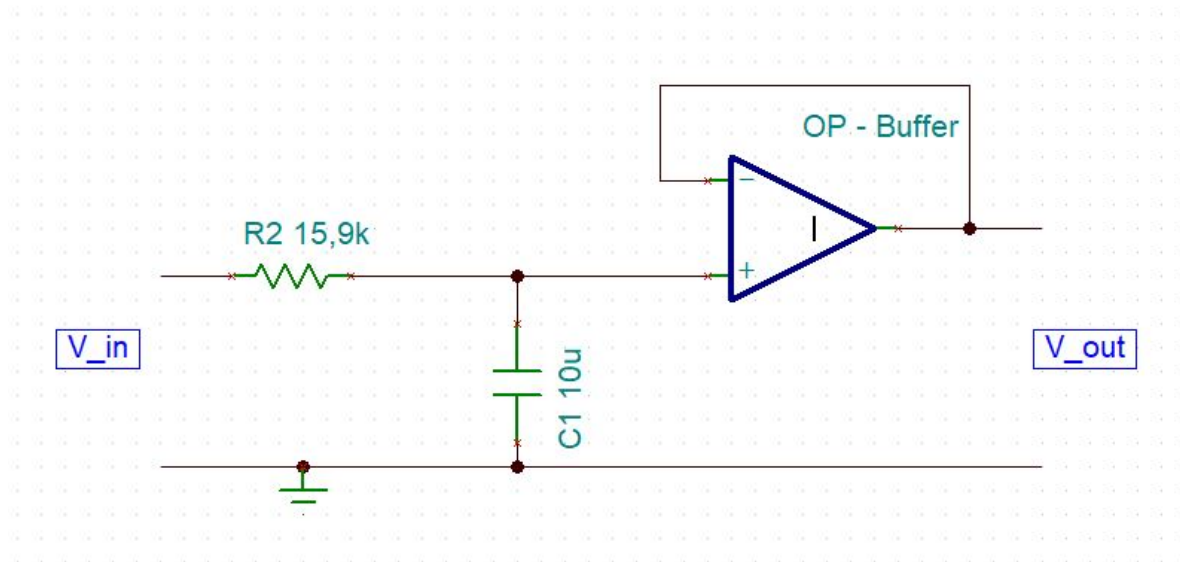 OP - Buffer
−
R2 15,9k
+
V_in
V_out
C1 10u